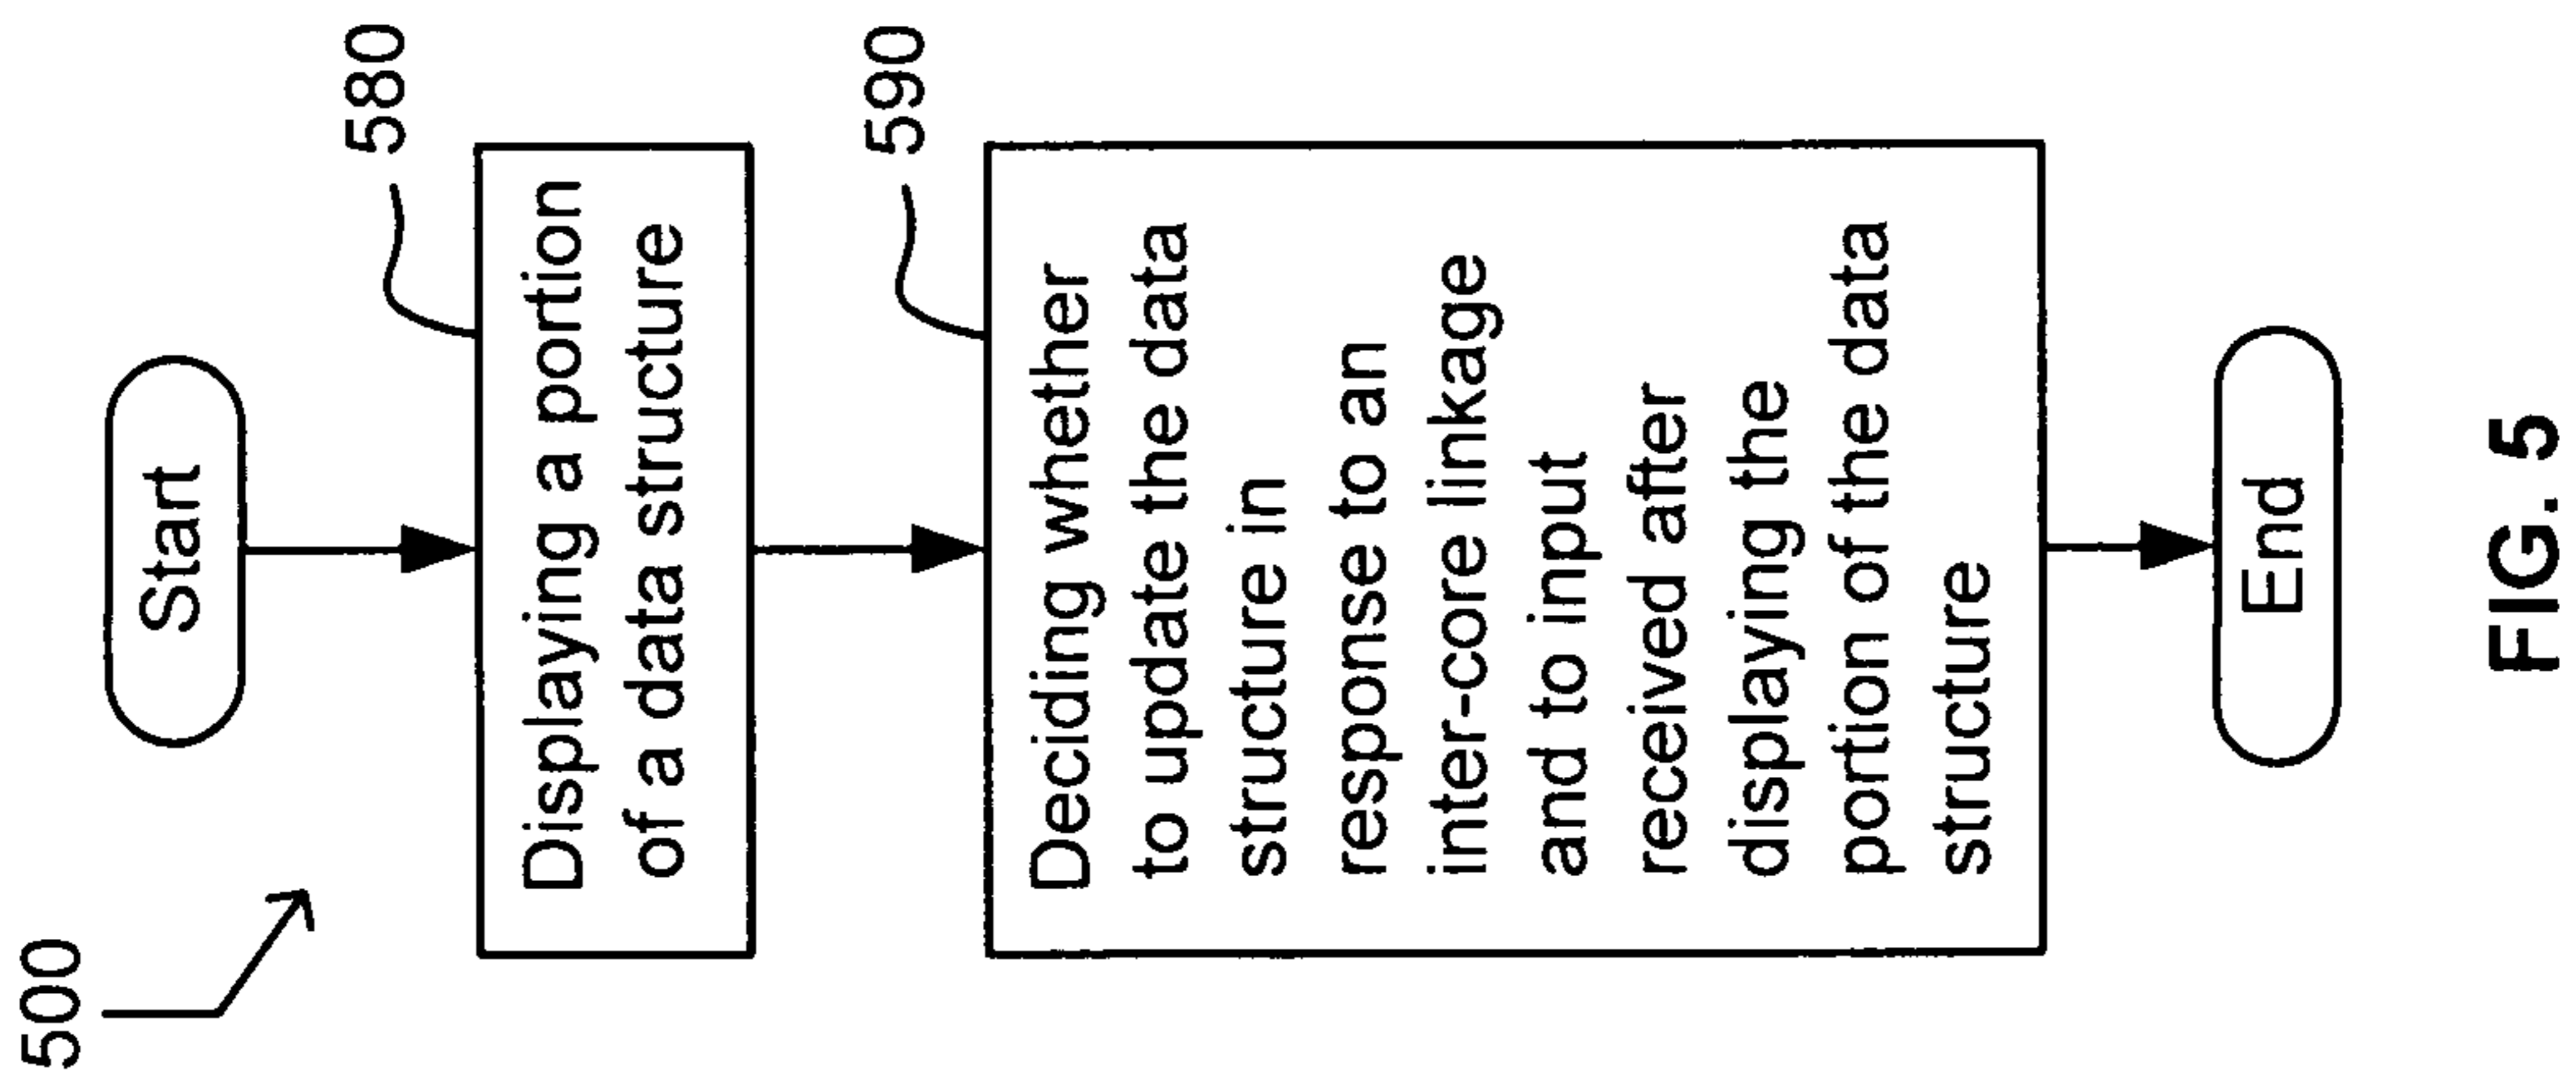 500
Start
580
Displaying a portion
of a data structure
590
Deciding whether
to update the data
structure in
response to an
inter-core linkage
and to input
received after
displaying the
portion of the data
structure
End
FIG. 5